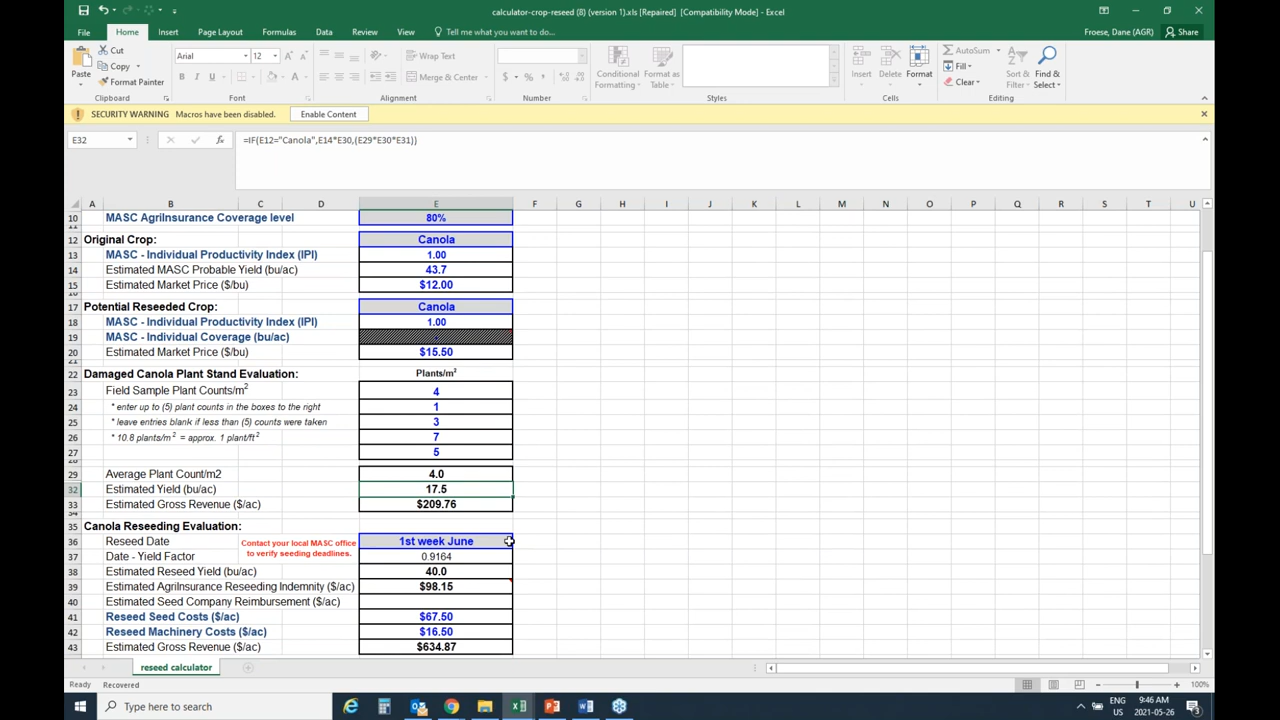 calculator-crop-reseed (8) (version 1).xls [Repaired] [Compatibility Mode] - Excel
File Home Insert Page Layout Formulas Data Review View Tell me what you want to do... Froese, Dane (AGR) Share
Paste Cut Copy Format Painter
Arial 12
B I U
Wrap Text
Merge & Center
$ % ,
Conditional Formatting Format as Table
Insert Delete Format
AutoSum Fill Clear
Sort & Filter Find & Select
Clipboard Font Alignment Number Styles Cells Editing
SECURITY WARNING Macros have been disabled. Enable Content
E32 fx =IF(E12="Canola",E14*E30,(E29*E30*E31))
A B C D E F G H I J K L M N O P Q R S T U
10 MASC AgriInsurance Coverage level 80%
11
12 Original Crop: Canola
13 MASC - Individual Productivity Index (IPI) 1.00
14 Estimated MASC Probable Yield (bu/ac) 43.7
15 Estimated Market Price ($/bu) $12.00
16
17 Potential Reseeded Crop: Canola
18 MASC - Individual Productivity Index (IPI) 1.00
19 MASC - Individual Coverage (bu/ac)
20 Estimated Market Price ($/bu) $15.50
21
22 Damaged Canola Plant Stand Evaluation: Plants/m²
23 Field Sample Plant Counts/m² 4
24 * enter up to (5) plant counts in the boxes to the right 1
25 * leave entries blank if less than (5) counts were taken 3
26 * 10.8 plants/m² = approx. 1 plant/ft² 7
27 5
28
29 Average Plant Count/m2 4.0
32 Estimated Yield (bu/ac) 17.5
33 Estimated Gross Revenue ($/ac) $209.76
34
35 Canola Reseeding Evaluation:
36 Reseed Date Contact your local MASC office 1st week June
37 Date - Yield Factor to verify seeding deadlines. 0.9164
38 Estimated Reseed Yield (bu/ac) 40.0
39 Estimated AgriInsurance Reseeding Indemnity ($/ac) $98.15
40 Estimated Seed Company Reimbursement ($/ac)
41 Reseed Seed Costs ($/ac) $67.50
42 Reseed Machinery Costs ($/ac) $16.50
43 Estimated Gross Revenue ($/ac) $634.87
reseed calculator
Ready Recovered 100%
Type here to search
ENG 9:46 AM
US 2021-05-26